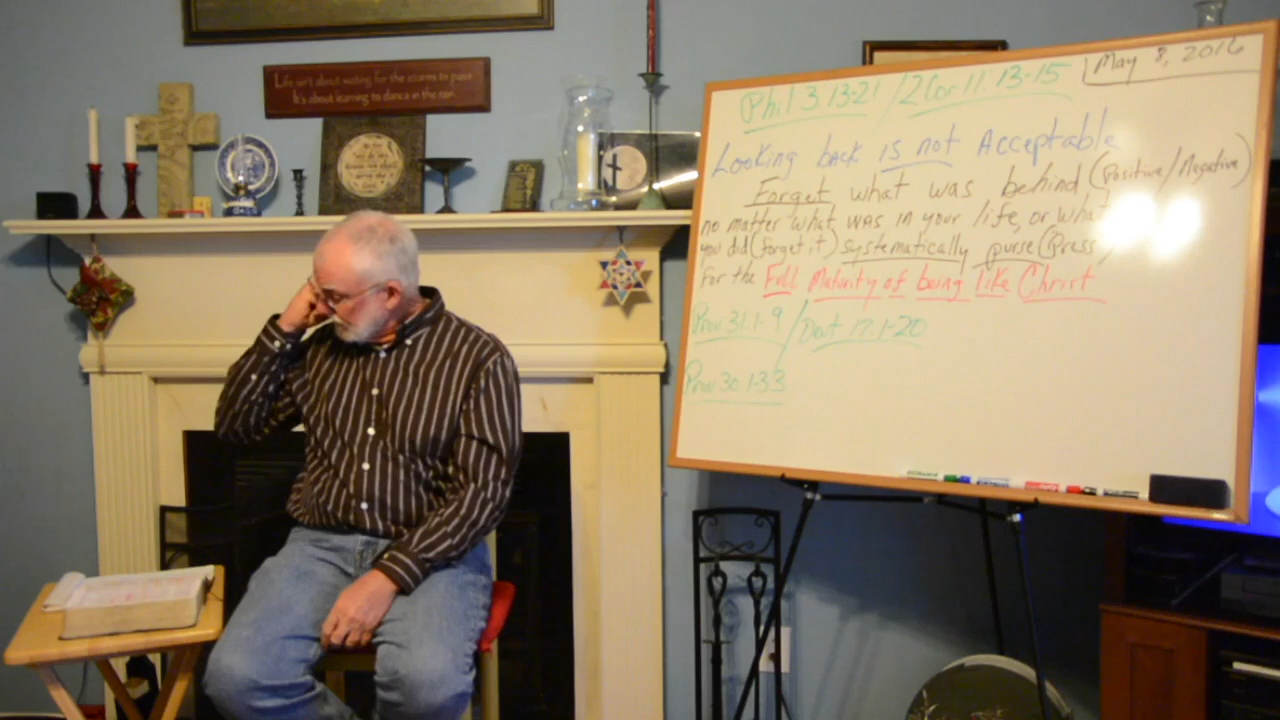 Life isn't about waiting for the storms to pass
It's about learning to dance in the rain.
May 8, 2016
Phil 3 13-21 / 2 Cor 11. 13-15
Looking back is not Acceptable
Forget what was behind (Positive/Negative)
no matter what was in your life, or what
you did (forget it) systematically purse (Press)
for the Full Maturity of being like Christ
Prov 31.1-9 / Deut 17.1-20
Prov 30.1-33